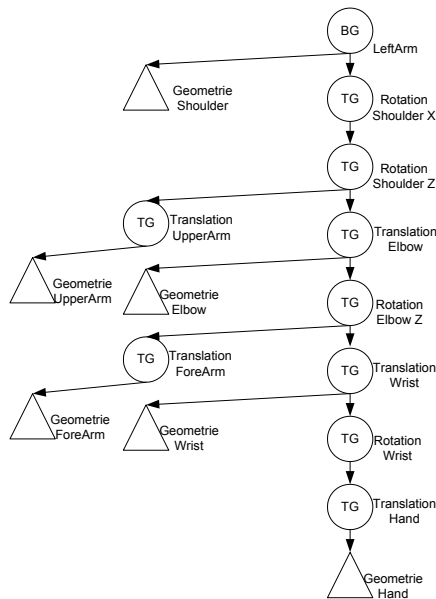 BG
LeftArm
Geometrie
Shoulder
TG
Rotation
Shoulder X
TG
Rotation
Shoulder Z
TG
Translation
UpperArm
TG
Translation
Elbow
Geometrie
UpperArm
Geometrie
Elbow
TG
Rotation
Elbow Z
TG
Translation
ForeArm
TG
Translation
Wrist
Geometrie
ForeArm
Geometrie
Wrist
TG
Rotation
Wrist
TG
Translation
Hand
Geometrie
Hand